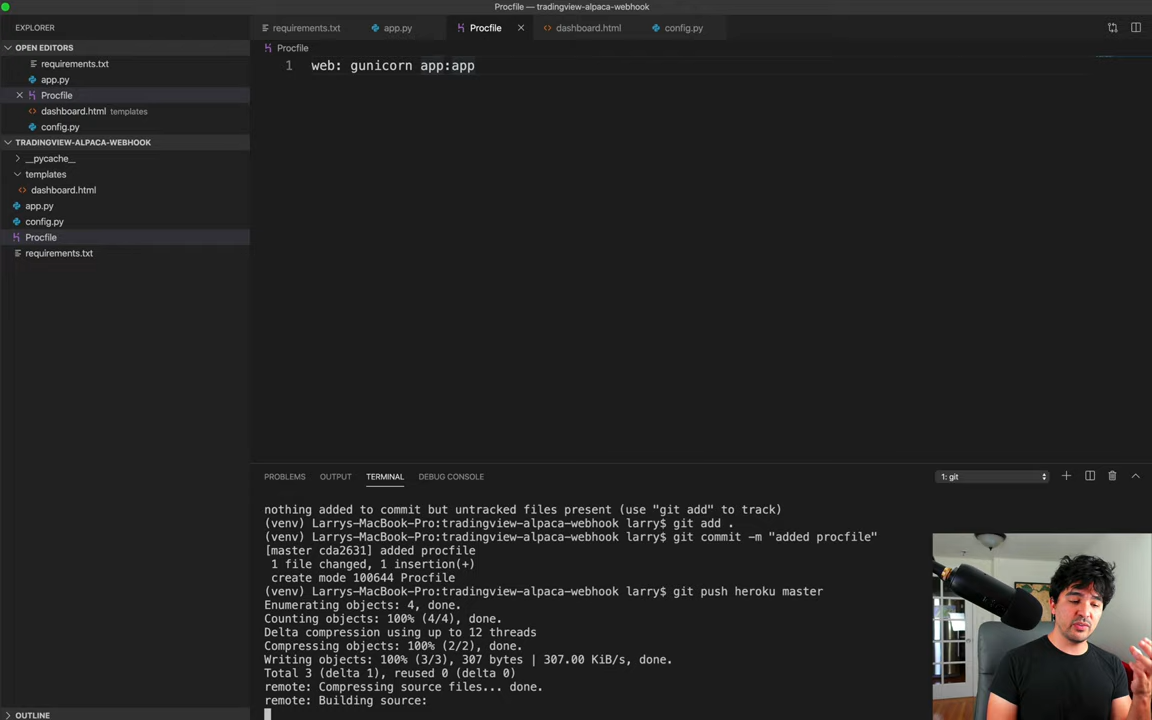 Procfile — tradingview-alpaca-webhook
EXPLORER
OPEN EDITORS
requirements.txt
app.py
Procfile
dashboard.html templates
config.py
TRADINGVIEW-ALPACA-WEBHOOK
__pycache__
templates
dashboard.html
app.py
config.py
Procfile
requirements.txt
OUTLINE
requirements.txt app.py Procfile dashboard.html config.py
Procfile
1 web: gunicorn app:app
PROBLEMS OUTPUT TERMINAL DEBUG CONSOLE 1: git
nothing added to commit but untracked files present (use "git add" to track)
(venv) Larrys-MacBook-Pro:tradingview-alpaca-webhook larry$ git add .
(venv) Larrys-MacBook-Pro:tradingview-alpaca-webhook larry$ git commit -m "added procfile"
[master cda2631] added procfile
1 file changed, 1 insertion(+)
create mode 100644 Procfile
(venv) Larrys-MacBook-Pro:tradingview-alpaca-webhook larry$ git push heroku master
Enumerating objects: 4, done.
Counting objects: 100% (4/4), done.
Delta compression using up to 12 threads
Compressing objects: 100% (2/2), done.
Writing objects: 100% (3/3), 307 bytes | 307.00 KiB/s, done.
Total 3 (delta 1), reused 0 (delta 0)
remote: Compressing source files... done.
remote: Building source: